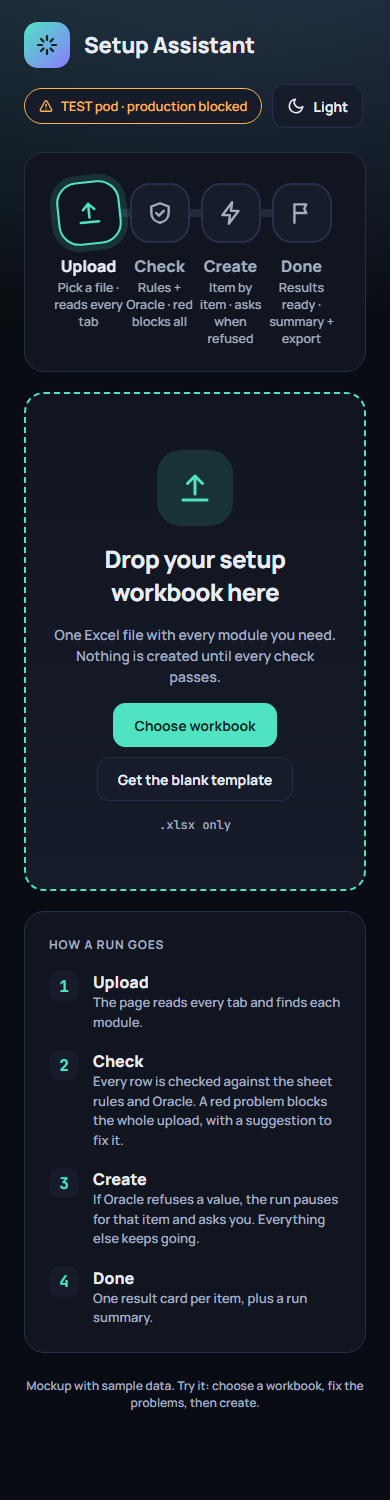 Setup Assistant
TEST pod · production blocked
Light
Upload
Pick a file ·
reads every
tab
Check
Rules +
Oracle · red
blocks all
Create
Item by
item · asks
when
refused
Done
Results
ready ·
summary +
export
Drop your setup
workbook here
One Excel file with every module you need.
Nothing is created until every check
passes.
Choose workbook
Get the blank template
.xlsx only
HOW A RUN GOES
1
Upload
The page reads every tab and finds each
module.
2
Check
Every row is checked against the sheet
rules and Oracle. A red problem blocks
the whole upload, with a suggestion to
fix it.
3
Create
If Oracle refuses a value, the run pauses
for that item and asks you. Everything
else keeps going.
4
Done
One result card per item, plus a run
summary.
Mockup with sample data. Try it: choose a workbook, fix the
problems, then create.